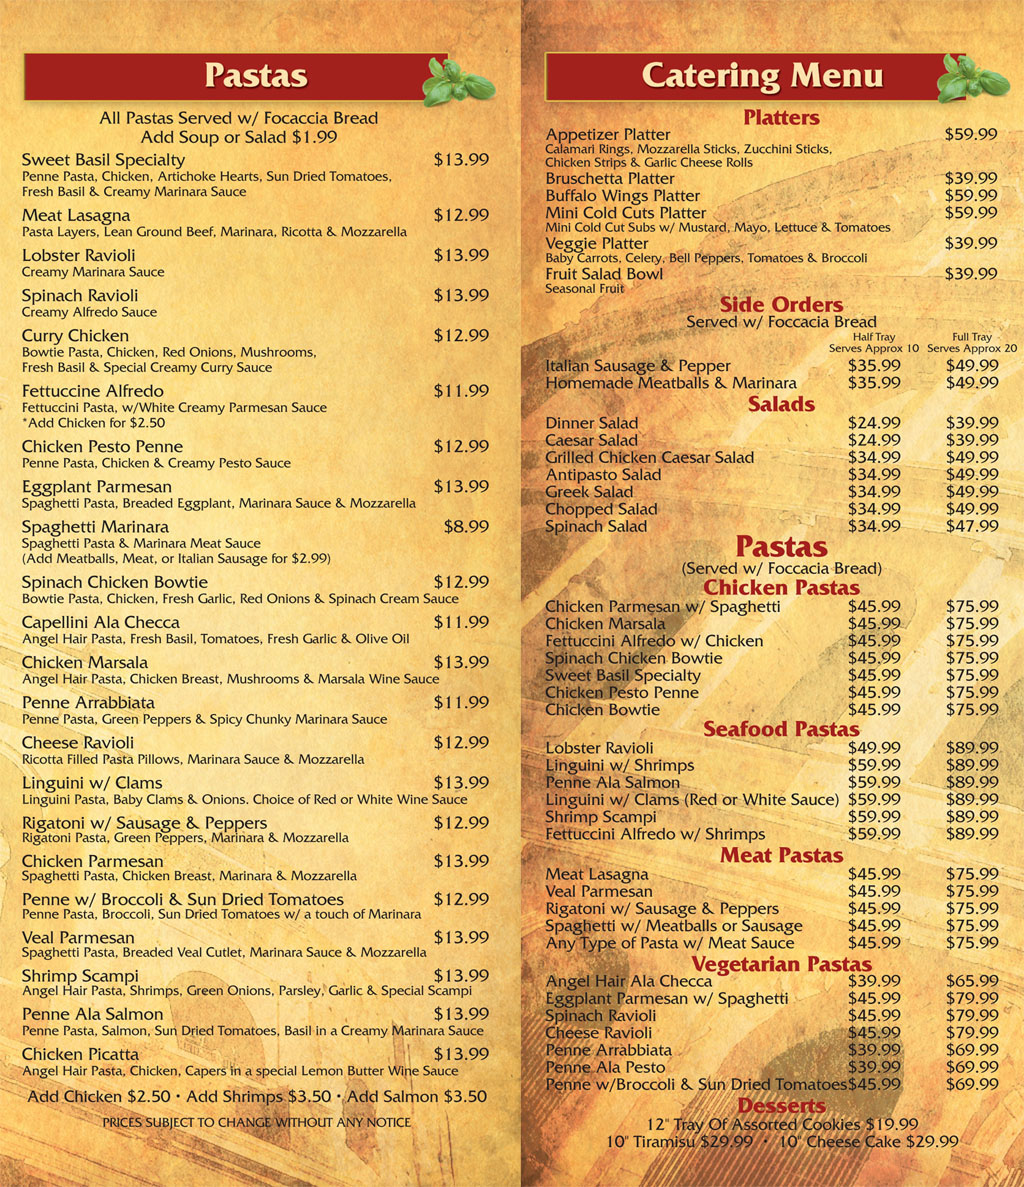 Pastas
All Pastas Served w/ Focaccia Bread
Add Soup or Salad $1.99
Sweet Basil Specialty $13.99
Penne Pasta, Chicken, Artichoke Hearts, Sun Dried Tomatoes,
Fresh Basil & Creamy Marinara Sauce
Meat Lasagna $12.99
Pasta Layers, Lean Ground Beef, Marinara, Ricotta & Mozzarella
Lobster Ravioli $13.99
Creamy Marinara Sauce
Spinach Ravioli $13.99
Creamy Alfredo Sauce
Curry Chicken $12.99
Bowtie Pasta, Chicken, Red Onions, Mushrooms,
Fresh Basil & Special Creamy Curry Sauce
Fettuccine Alfredo $11.99
Fettuccini Pasta, w/White Creamy Parmesan Sauce
*Add Chicken for $2.50
Chicken Pesto Penne $12.99
Penne Pasta, Chicken & Creamy Pesto Sauce
Eggplant Parmesan $13.99
Spaghetti Pasta, Breaded Eggplant, Marinara Sauce & Mozzarella
Spaghetti Marinara $8.99
Spaghetti Pasta & Marinara Meat Sauce
(Add Meatballs, Meat, or Italian Sausage for $2.99)
Spinach Chicken Bowtie $12.99
Bowtie Pasta, Chicken, Fresh Garlic, Red Onions & Spinach Cream Sauce
Capellini Ala Checca $11.99
Angel Hair Pasta, Fresh Basil, Tomatoes, Fresh Garlic & Olive Oil
Chicken Marsala $13.99
Angel Hair Pasta, Chicken Breast, Mushrooms & Marsala Wine Sauce
Penne Arrabbiata $11.99
Penne Pasta, Green Peppers & Spicy Chunky Marinara Sauce
Cheese Ravioli $12.99
Ricotta Filled Pasta Pillows, Marinara Sauce & Mozzarella
Linguini w/ Clams $13.99
Linguini Pasta, Baby Clams & Onions. Choice of Red or White Wine Sauce
Rigatoni w/ Sausage & Peppers $12.99
Rigatoni Pasta, Green Peppers, Marinara & Mozzarella
Chicken Parmesan $13.99
Spaghetti Pasta, Chicken Breast, Marinara & Mozzarella
Penne w/ Broccoli & Sun Dried Tomatoes $12.99
Penne Pasta, Broccoli, Sun Dried Tomatoes w/ a touch of Marinara
Veal Parmesan $13.99
Spaghetti Pasta, Breaded Veal Cutlet, Marinara Sauce & Mozzarella
Shrimp Scampi $13.99
Angel Hair Pasta, Shrimps, Green Onions, Parsley, Garlic & Special Scampi
Penne Ala Salmon $13.99
Penne Pasta, Salmon, Sun Dried Tomatoes, Basil in a Creamy Marinara Sauce
Chicken Picatta $13.99
Angel Hair Pasta, Chicken, Capers in a special Lemon Butter Wine Sauce
Add Chicken $2.50 • Add Shrimps $3.50 • Add Salmon $3.50
PRICES SUBJECT TO CHANGE WITHOUT ANY NOTICE
Catering Menu
Platters
Appetizer Platter $59.99
Calamari Rings, Mozzarella Sticks, Zucchini Sticks,
Chicken Strips & Garlic Cheese Rolls
Bruschetta Platter $39.99
Buffalo Wings Platter $59.99
Mini Cold Cuts Platter $59.99
Mini Cold Cut Subs w/ Mustard, Mayo, Lettuce & Tomatoes
Veggie Platter $39.99
Baby Carrots, Celery, Bell Peppers, Tomatoes & Broccoli
Fruit Salad Bowl $39.99
Seasonal Fruit
Side Orders
Served w/ Foccacia Bread
Half Tray Full Tray
Serves Approx 10 Serves Approx 20
Italian Sausage & Pepper $35.99 $49.99
Homemade Meatballs & Marinara $35.99 $49.99
Salads
Dinner Salad $24.99 $39.99
Caesar Salad $24.99 $39.99
Grilled Chicken Caesar Salad $34.99 $49.99
Antipasto Salad $34.99 $49.99
Greek Salad $34.99 $49.99
Chopped Salad $34.99 $49.99
Spinach Salad $34.99 $47.99
Pastas
(Served w/ Foccacia Bread)
Chicken Pastas
Chicken Parmesan w/ Spaghetti $45.99 $75.99
Chicken Marsala $45.99 $75.99
Fettuccini Alfredo w/ Chicken $45.99 $75.99
Spinach Chicken Bowtie $45.99 $75.99
Sweet Basil Specialty $45.99 $75.99
Chicken Pesto Penne $45.99 $75.99
Chicken Bowtie $45.99 $75.99
Seafood Pastas
Lobster Ravioli $49.99 $89.99
Linguini w/ Shrimps $59.99 $89.99
Penne Ala Salmon $59.99 $89.99
Linguini w/ Clams (Red or White Sauce) $59.99 $89.99
Shrimp Scampi $59.99 $89.99
Fettuccini Alfredo w/ Shrimps $59.99 $89.99
Meat Pastas
Meat Lasagna $45.99 $75.99
Veal Parmesan $45.99 $75.99
Rigatoni w/ Sausage & Peppers $45.99 $75.99
Spaghetti w/ Meatballs or Sausage $45.99 $75.99
Any Type of Pasta w/ Meat Sauce $45.99 $75.99
Vegetarian Pastas
Angel Hair Ala Checca $39.99 $65.99
Eggplant Parmesan w/ Spaghetti $45.99 $79.99
Spinach Ravioli $45.99 $79.99
Cheese Ravioli $45.99 $79.99
Penne Arrabbiata $39.99 $69.99
Penne Ala Pesto $39.99 $69.99
Penne w/Broccoli & Sun Dried Tomatoes $45.99 $69.99
Desserts
12" Tray Of Assorted Cookies $19.99
10" Tiramisu $29.99 • 10" Cheese Cake $29.99